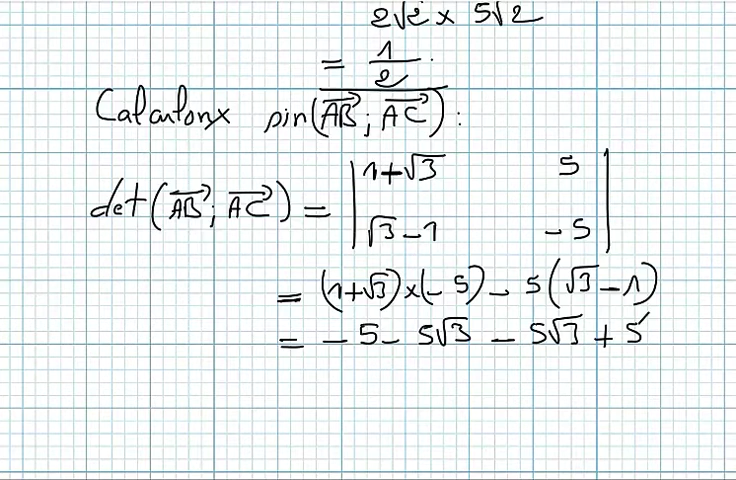 2√2 × 5√2
= 1/2.
Calculons sin(AB⃗ ; AC⃗) :
det(AB⃗ ; AC⃗) = | 1+√3 5 |
| √3 − 1 − 5 |
= (1+√3)×(− 5) − 5(√3 − 1)
= − 5 − 5√3 − 5√3 + 5